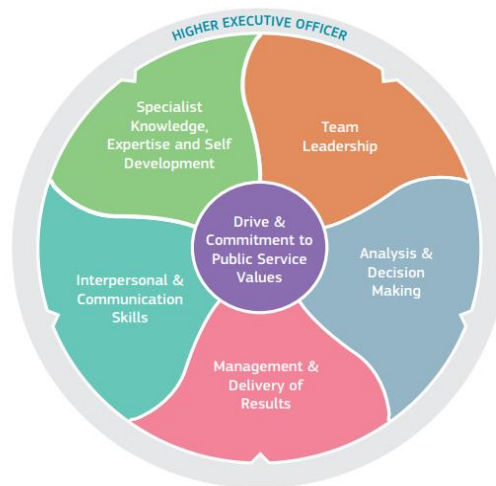 HIGHER EXECUTIVE OFFICER
Specialist
Knowledge,
Expertise and Self
Development
Team
Leadership
Drive &
Commitment to
Public Service
Values
Analysis &
Decision
Making
Interpersonal &
Communication
Skills
Management &
Delivery of
Results